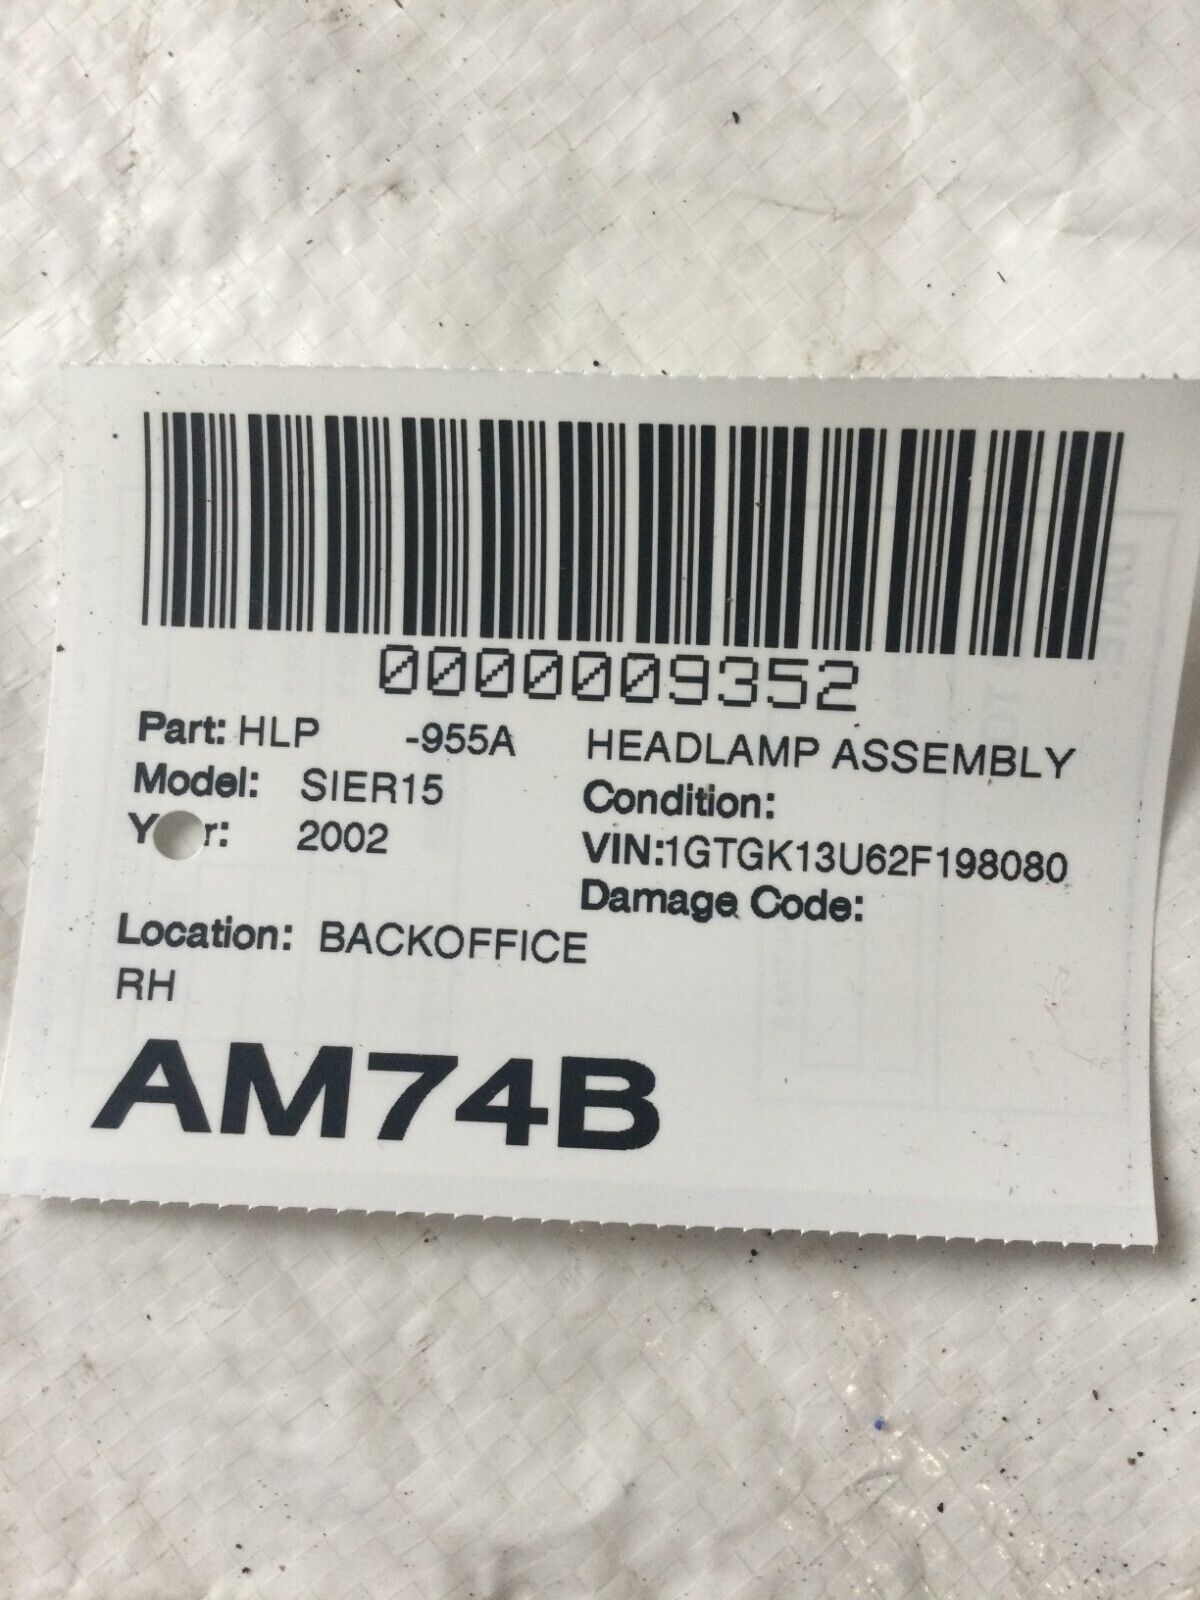 0000009352
Part: HLP -955A HEADLAMP ASSEMBLY
Model: SIER15 Condition:
2002 VIN:1GTGK13U62F198080
Damage Code:
Location: BACKOFFICE
RH
AM74B